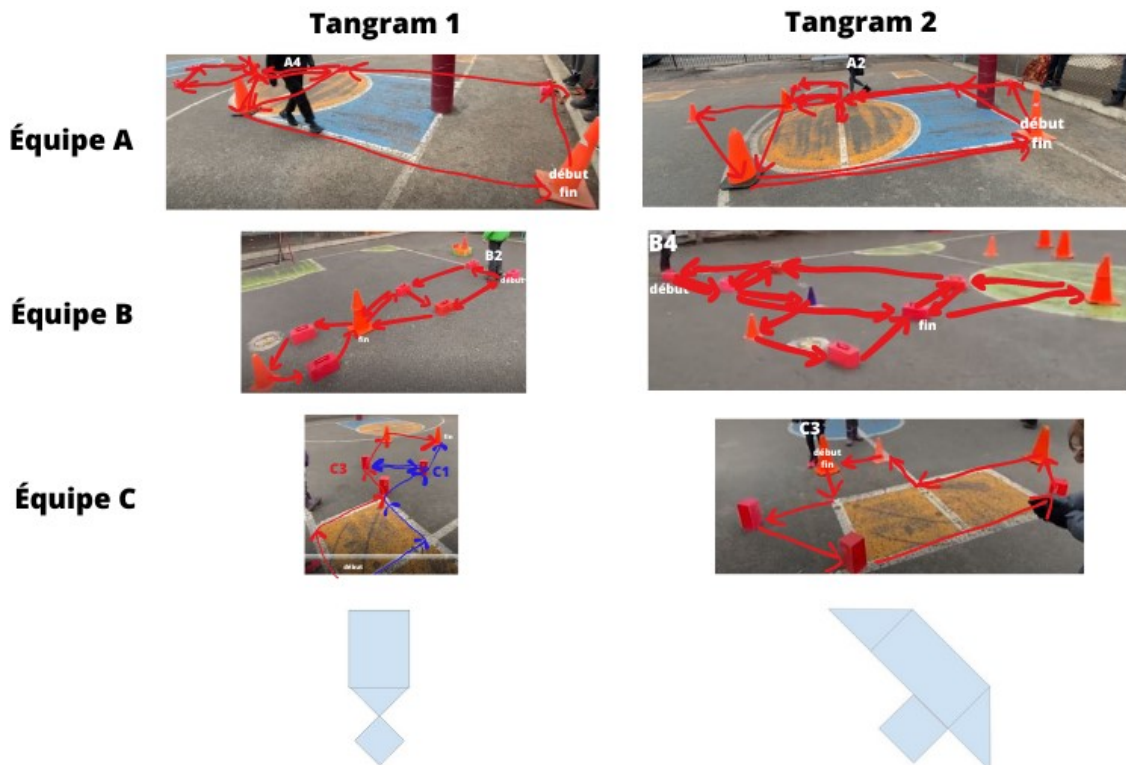 Tangram 1
Tangram 2
Équipe A
A4
début
fin
A2
début
fin
Équipe B
B2
début
fin
B4
début
fin
Équipe C
C3
C1
fin
début
C3
début
fin